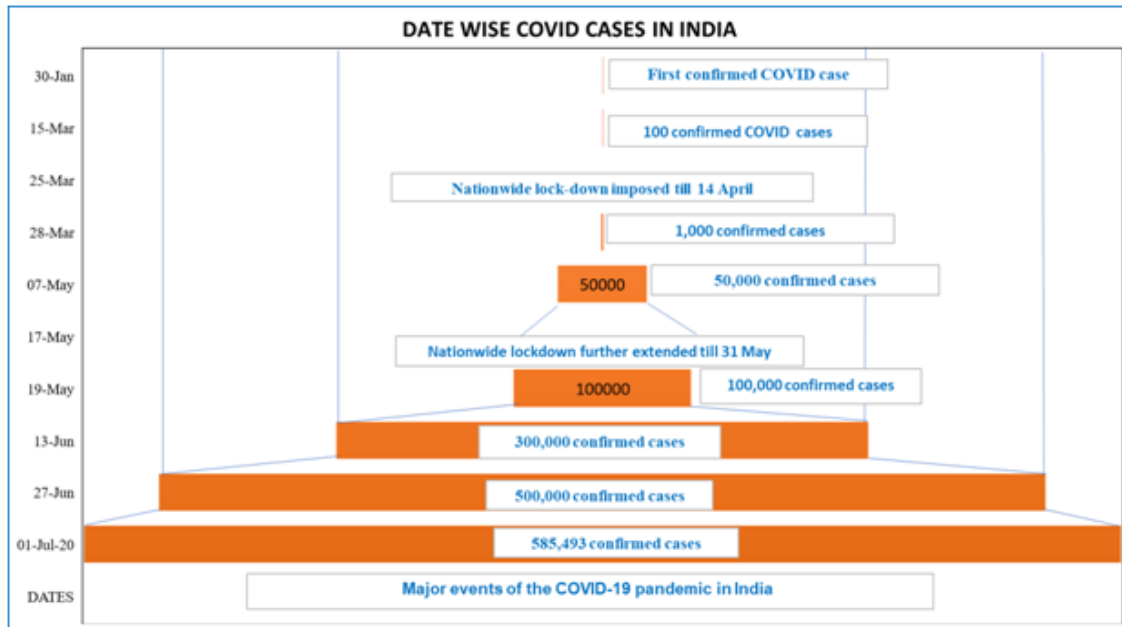 DATE WISE COVID CASES IN INDIA
30-Jan First confirmed COVID case
15-Mar 100 confirmed COVID cases
25-Mar Nationwide lock-down imposed till 14 April
28-Mar 1,000 confirmed cases
07-May 50000 50,000 confirmed cases
17-May Nationwide lockdown further extended till 31 May
19-May 100000 100,000 confirmed cases
13-Jun 300,000 confirmed cases
27-Jun 500,000 confirmed cases
01-Jul-20 585,493 confirmed cases
DATES Major events of the COVID-19 pandemic in India